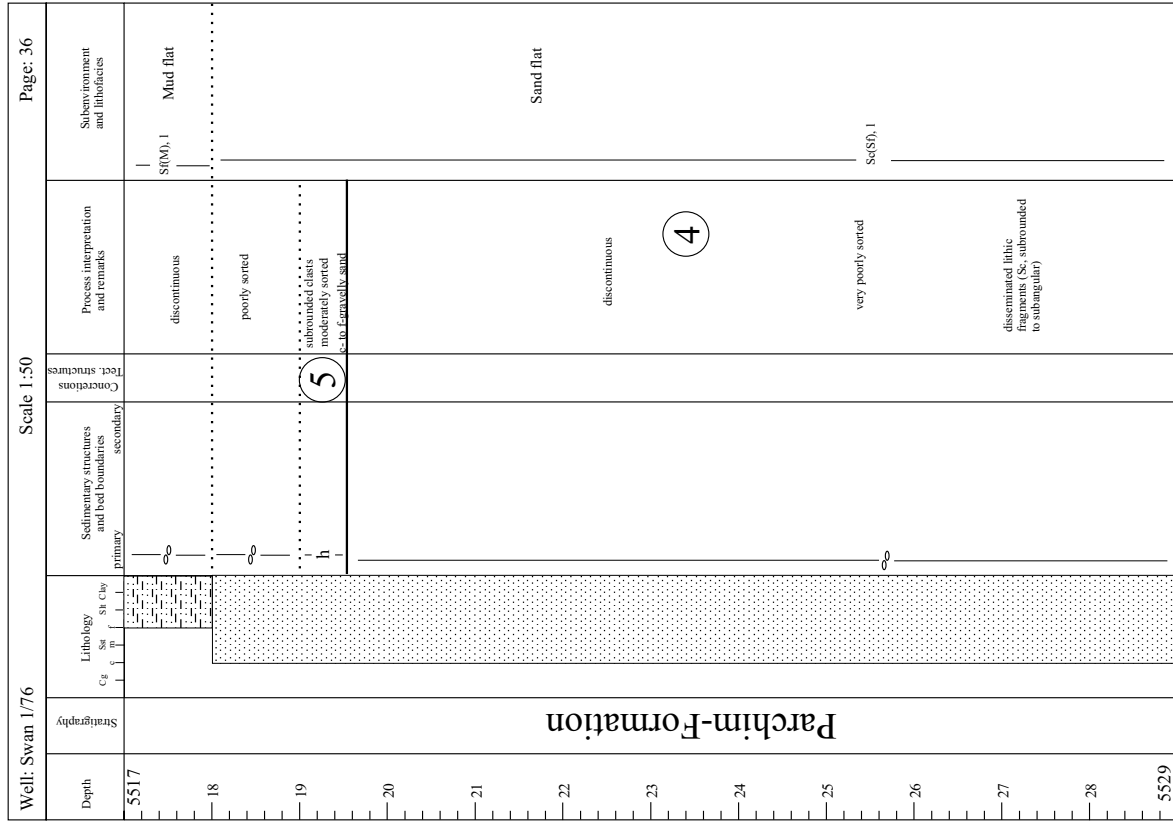 Well: Swan 1/76
Scale 1:50
Page: 36
Depth
Stratigraphy
Lithology
Cg
c
Sst
m
f
Slt
Clay
Sedimentary structures
and bed boundaries
primary
secondary
Concretions
Tect. structures
Process interpretation
and remarks
Subenvironment
and lithofacies
5517
18
19
20
21
22
23
24
25
26
27
28
5529
Parchim-Formation
h
5
discontinuous
poorly sorted
subrounded clasts
moderately sorted
c- to f-gravelly sand
discontinuous
4
very poorly sorted
disseminated lithic
fragments (Sc, subrounded
to subangular)
Sf(M), l
Mud flat
Sand flat
Sc(Sf), l